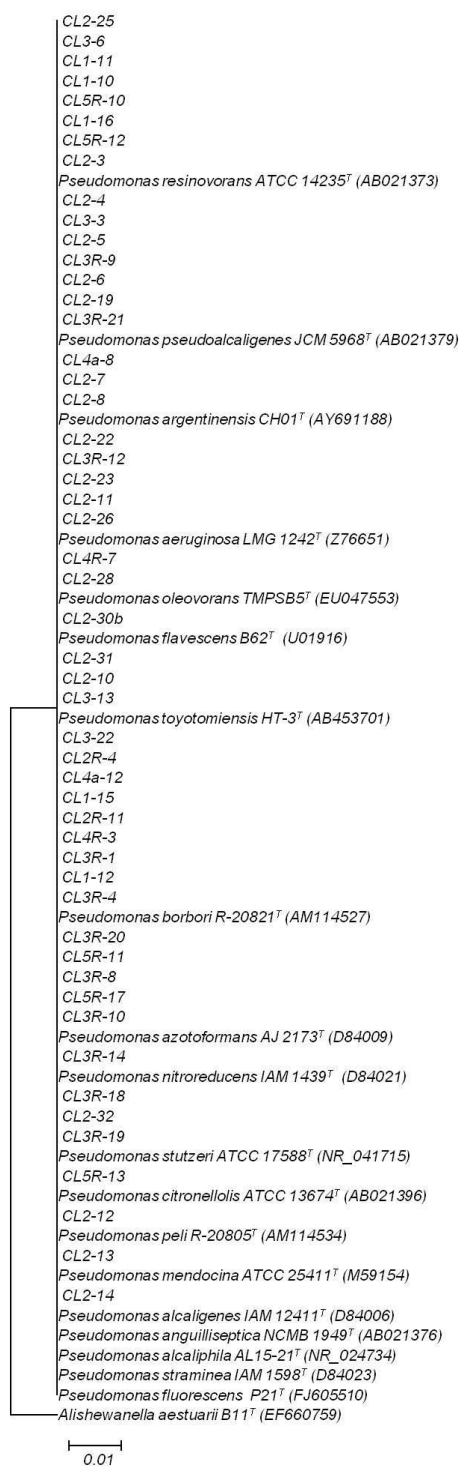 CL2-25
CL3-6
CL1-11
CL1-10
CL5R-10
CL1-16
CL5R-12
CL2-3
Pseudomonas resinovorans ATCC 14235ᵀ (AB021373)
CL2-4
CL3-3
CL2-5
CL3R-9
CL2-6
CL2-19
CL3R-21
Pseudomonas pseudoalcaligenes JCM 5968ᵀ (AB021379)
CL4a-8
CL2-7
CL2-8
Pseudomonas argentinensis CH01ᵀ (AY691188)
CL2-22
CL3R-12
CL2-23
CL2-11
CL2-26
Pseudomonas aeruginosa LMG 1242ᵀ (Z76651)
CL4R-7
CL2-28
Pseudomonas oleovorans TMPSB5ᵀ (EU047553)
CL2-30b
Pseudomonas flavescens B62ᵀ (U01916)
CL2-31
CL2-10
CL3-13
Pseudomonas toyotomiensis HT-3ᵀ (AB453701)
CL3-22
CL2R-4
CL4a-12
CL1-15
CL2R-11
CL4R-3
CL3R-1
CL1-12
CL3R-4
Pseudomonas borbori R-20821ᵀ (AM114527)
CL3R-20
CL5R-11
CL3R-8
CL5R-17
CL3R-10
Pseudomonas azotoformans AJ 2173ᵀ (D84009)
CL3R-14
Pseudomonas nitroreducens IAM 1439ᵀ (D84021)
CL3R-18
CL2-32
CL3R-19
Pseudomonas stutzeri ATCC 17588ᵀ (NR_041715)
CL5R-13
Pseudomonas citronellolis ATCC 13674ᵀ (AB021396)
CL2-12
Pseudomonas peli R-20805ᵀ (AM114534)
CL2-13
Pseudomonas mendocina ATCC 25411ᵀ (M59154)
CL2-14
Pseudomonas alcaligenes IAM 12411ᵀ (D84006)
Pseudomonas anguilliseptica NCMB 1949ᵀ (AB021376)
Pseudomonas alcaliphila AL15-21ᵀ (NR_024734)
Pseudomonas straminea IAM 1598ᵀ (D84023)
Pseudomonas fluorescens P21ᵀ (FJ605510)
Alishewanella aestuarii B11ᵀ (EF660759)
0.01